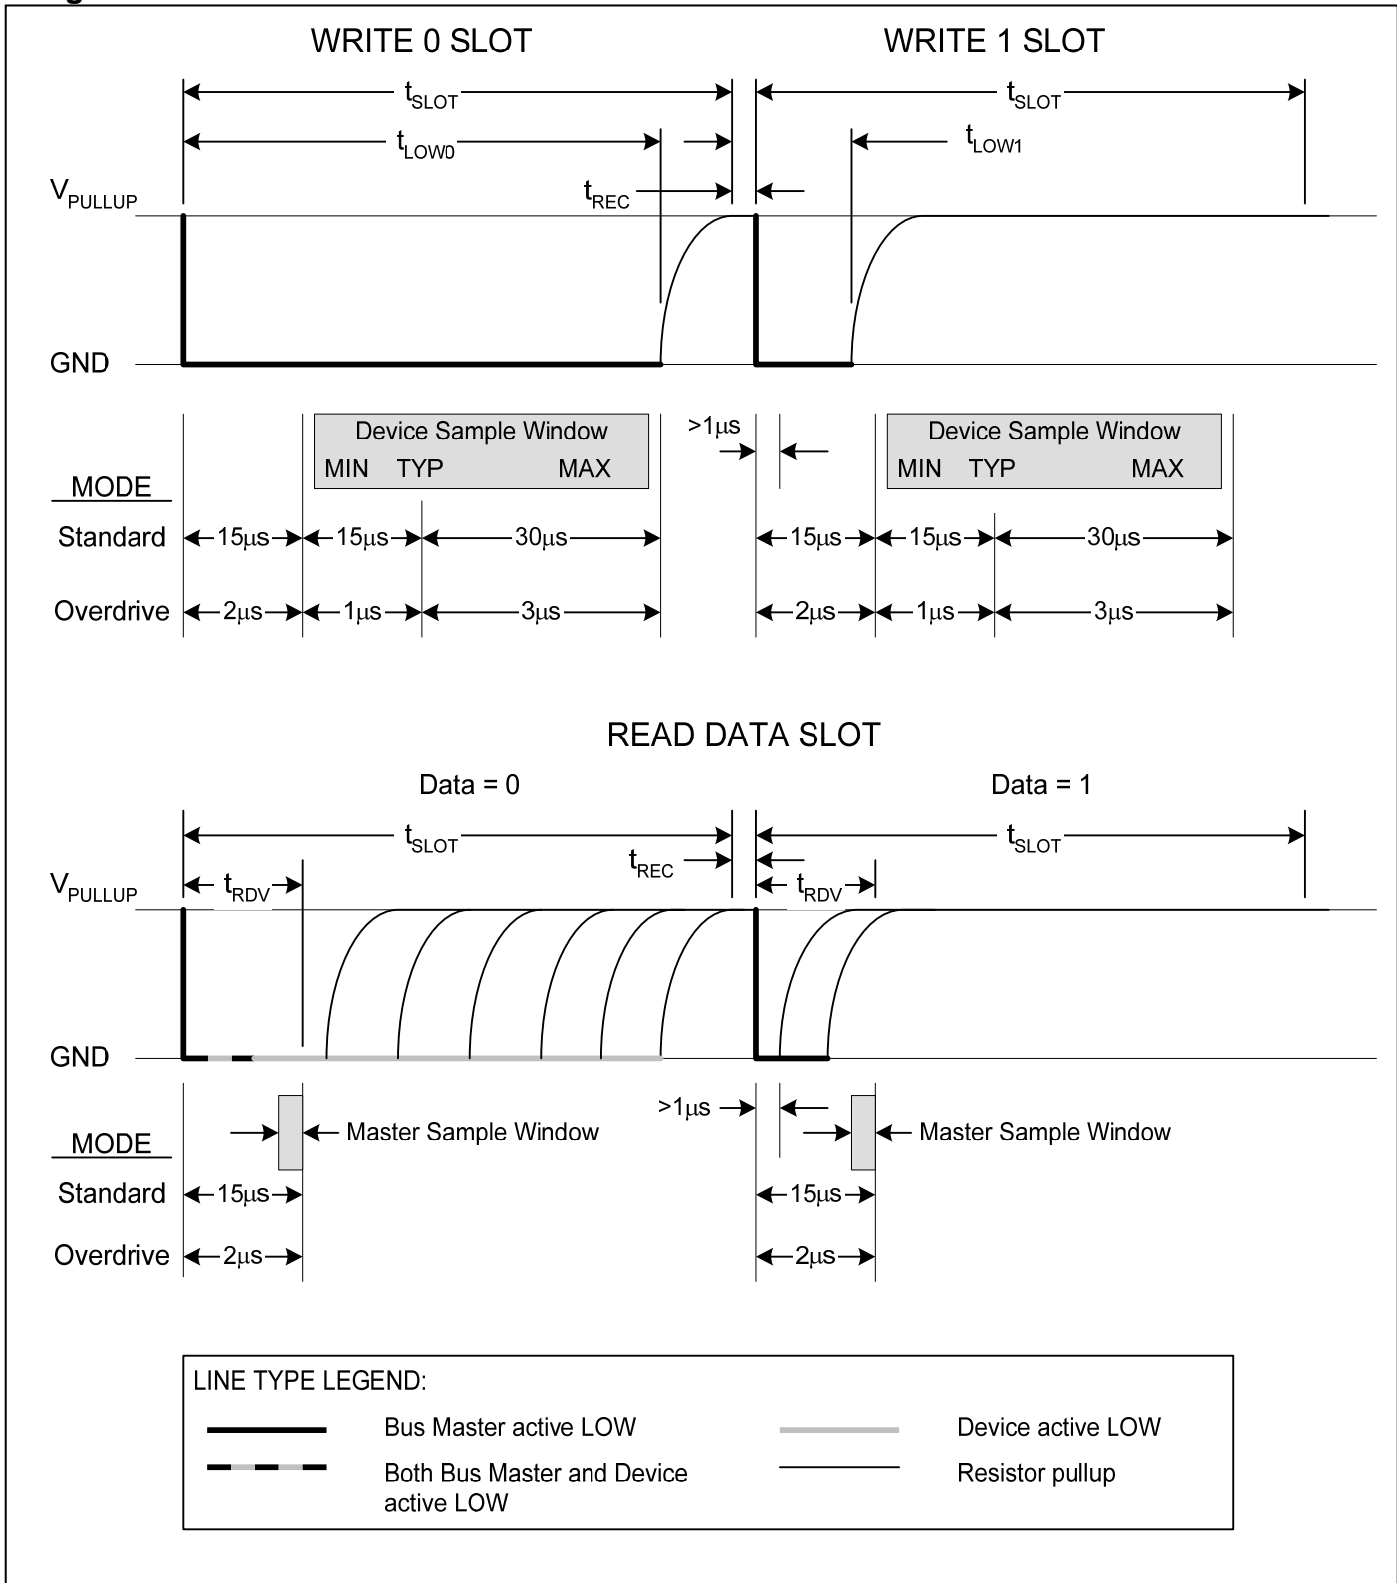 WRITE 0 SLOT WRITE 1 SLOT
tSLOT tSLOT
tLOW0 tLOW1
VPULLUP tREC
GND
Device Sample Window >1μs Device Sample Window
MIN TYP MAX MIN TYP MAX
MODE
Standard 15μs 15μs 30μs 15μs 15μs 30μs
Overdrive 2μs 1μs 3μs 2μs 1μs 3μs
READ DATA SLOT
Data = 0 Data = 1
tSLOT tSLOT
tREC
VPULLUP tRDV tRDV
GND
>1μs
MODE Master Sample Window Master Sample Window
Standard 15μs 15μs
Overdrive 2μs 2μs
LINE TYPE LEGEND:
Bus Master active LOW Device active LOW
Both Bus Master and Device Resistor pullup
active LOW